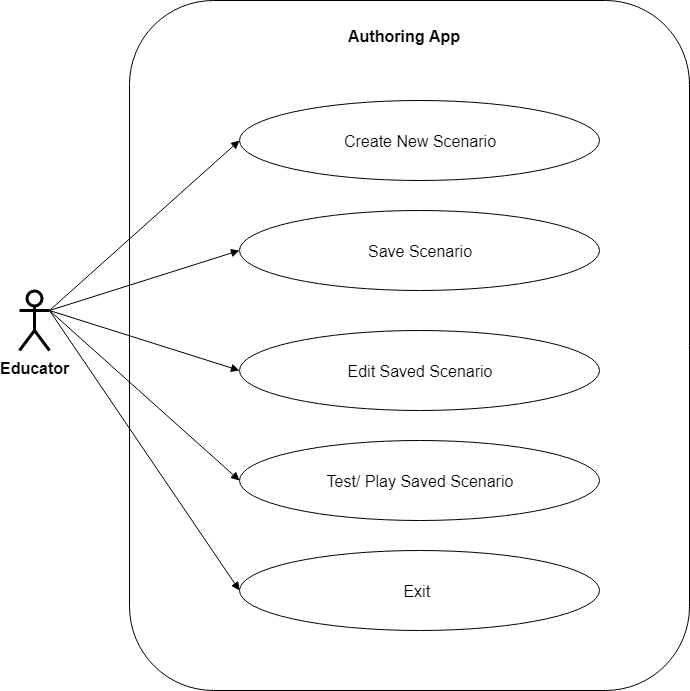 Authoring App
Create New Scenario
Save Scenario
Educator
Edit Saved Scenario
Test/ Play Saved Scenario
Exit